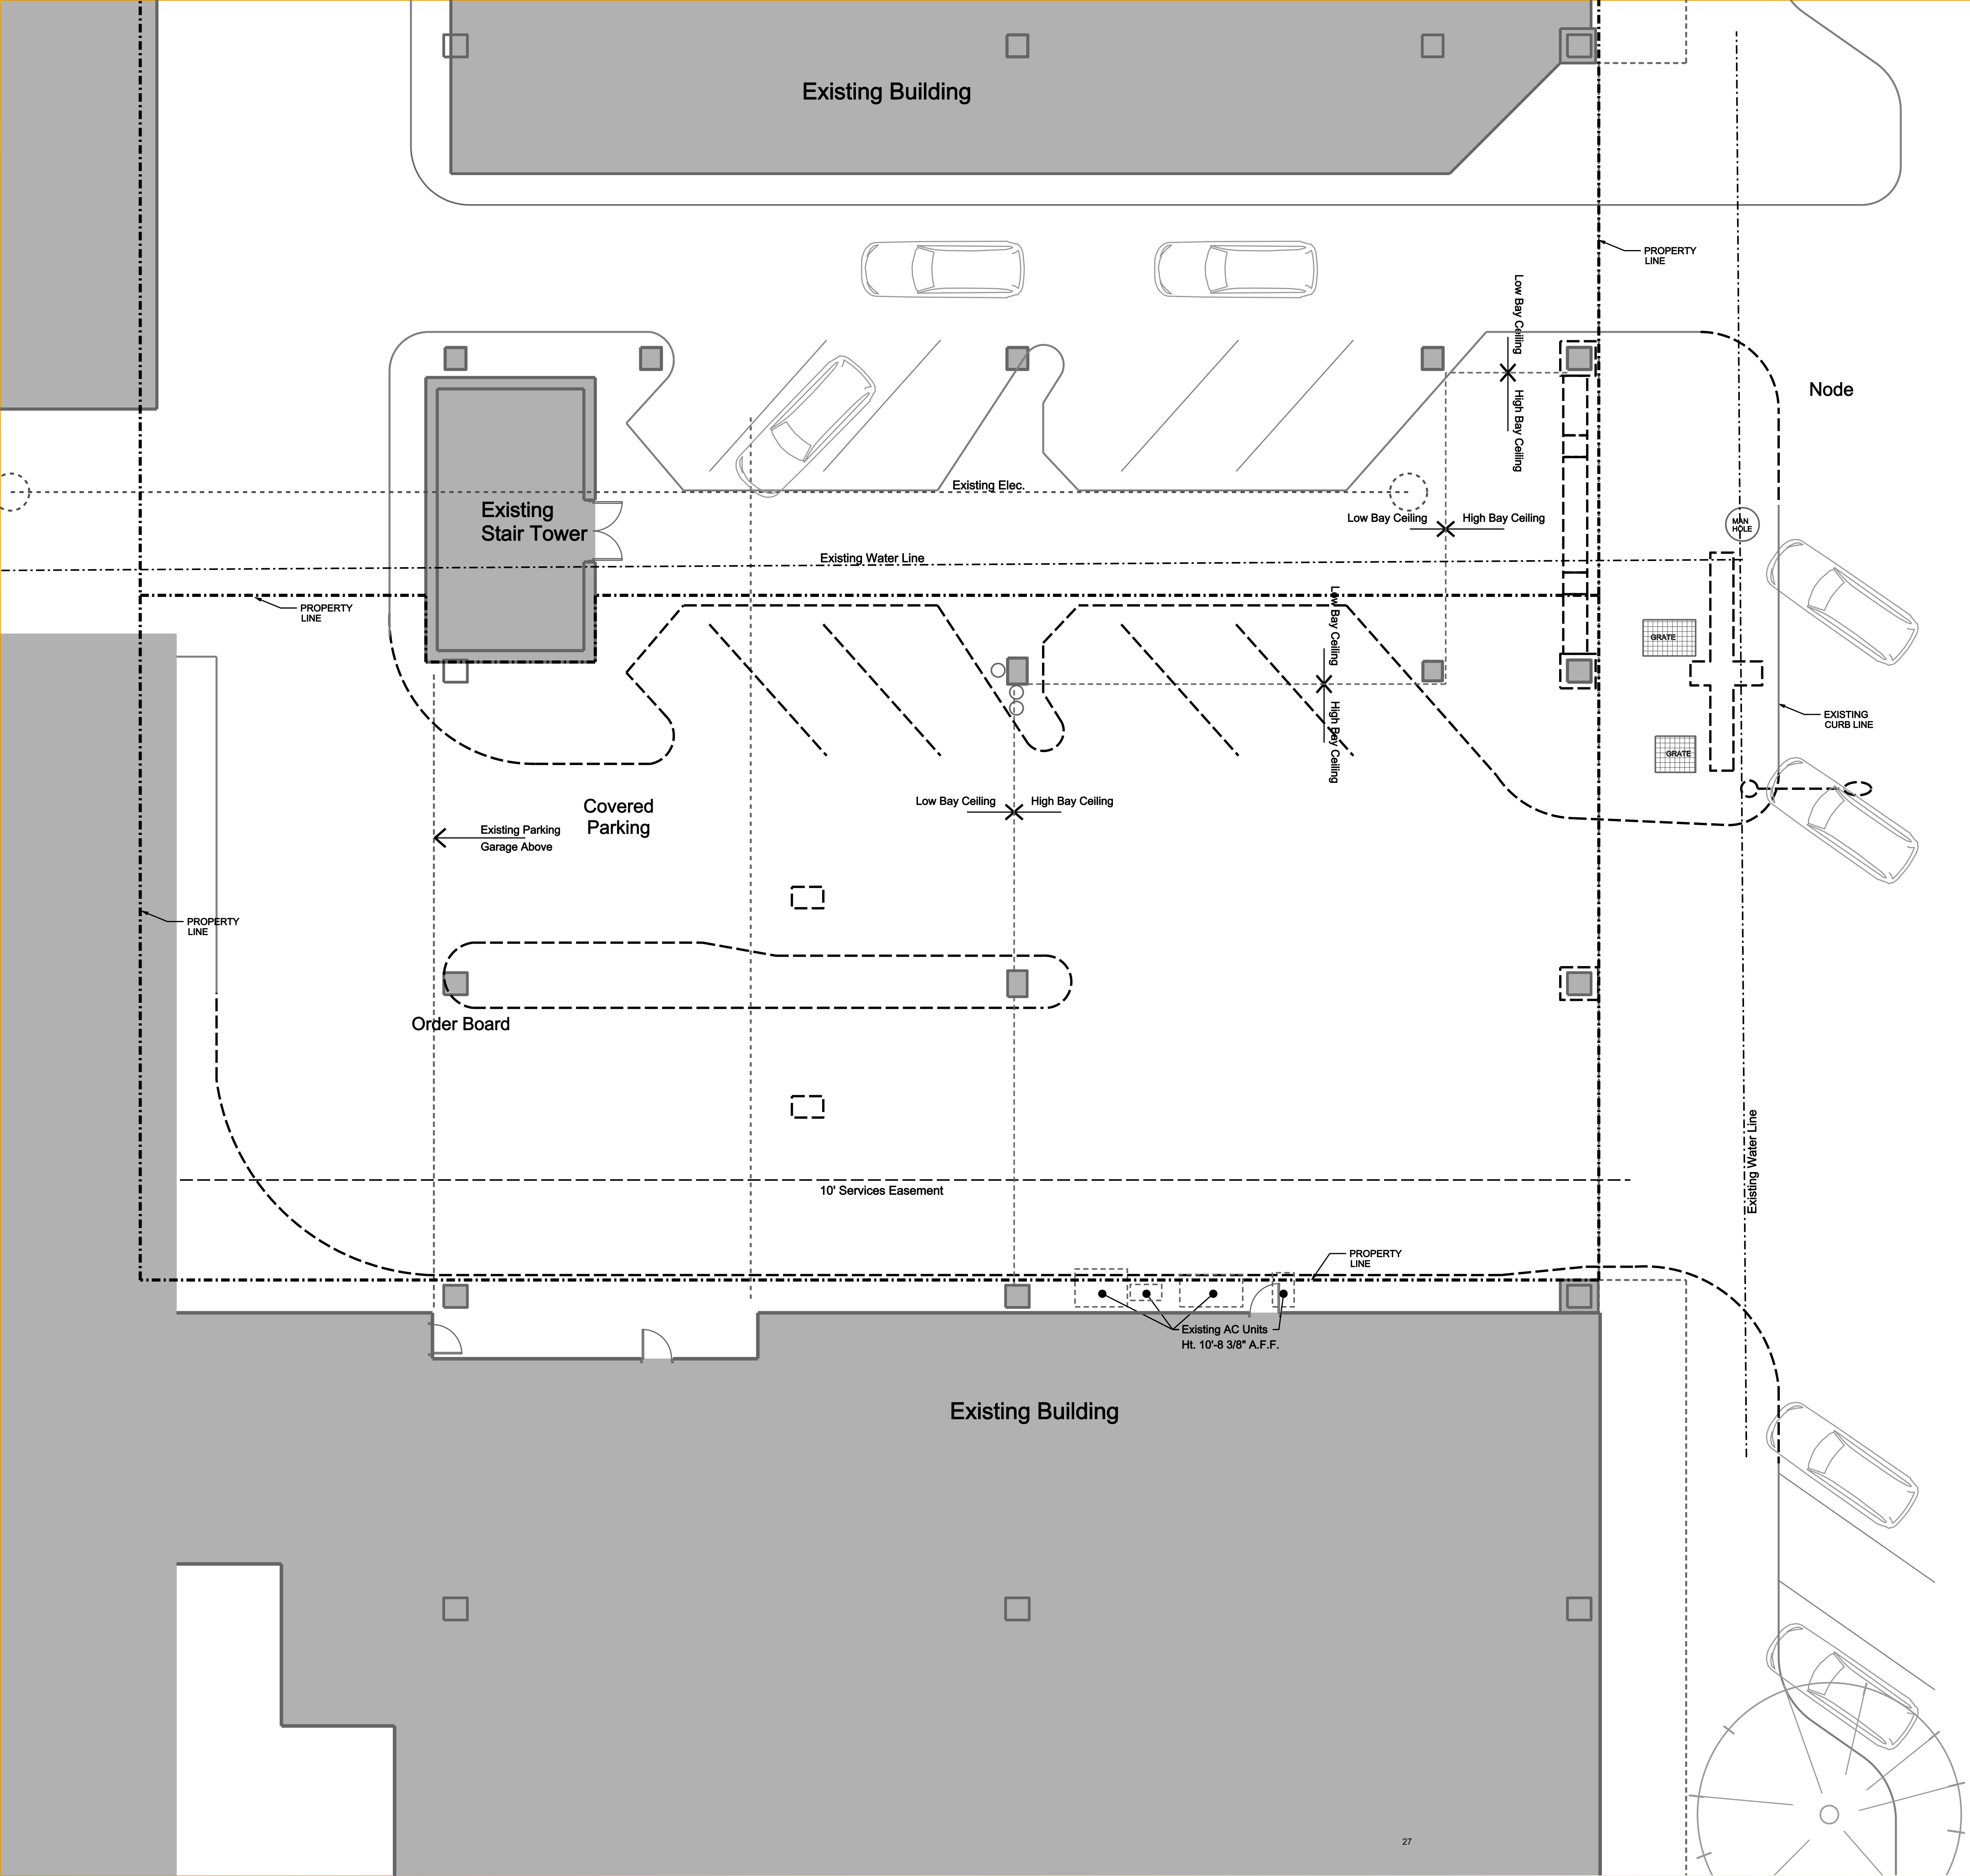 Existing Building
PROPERTY
LINE
Low Bay Ceiling
High Bay Ceiling
Node
Existing Elec.
Existing
Stair Tower
Low Bay Ceiling
High Bay Ceiling
MAN
HOLE
Existing Water Line
PROPERTY
LINE
Low Bay Ceiling
High Bay Ceiling
GRATE
EXISTING
CURB LINE
GRATE
Covered
Parking
Low Bay Ceiling
High Bay Ceiling
Existing Parking
Garage Above
PROPERTY
LINE
Order Board
Existing Water Line
10' Services Easement
PROPERTY
LINE
Existing AC Units
Ht. 10'-8 3/8" A.F.F.
Existing Building
27